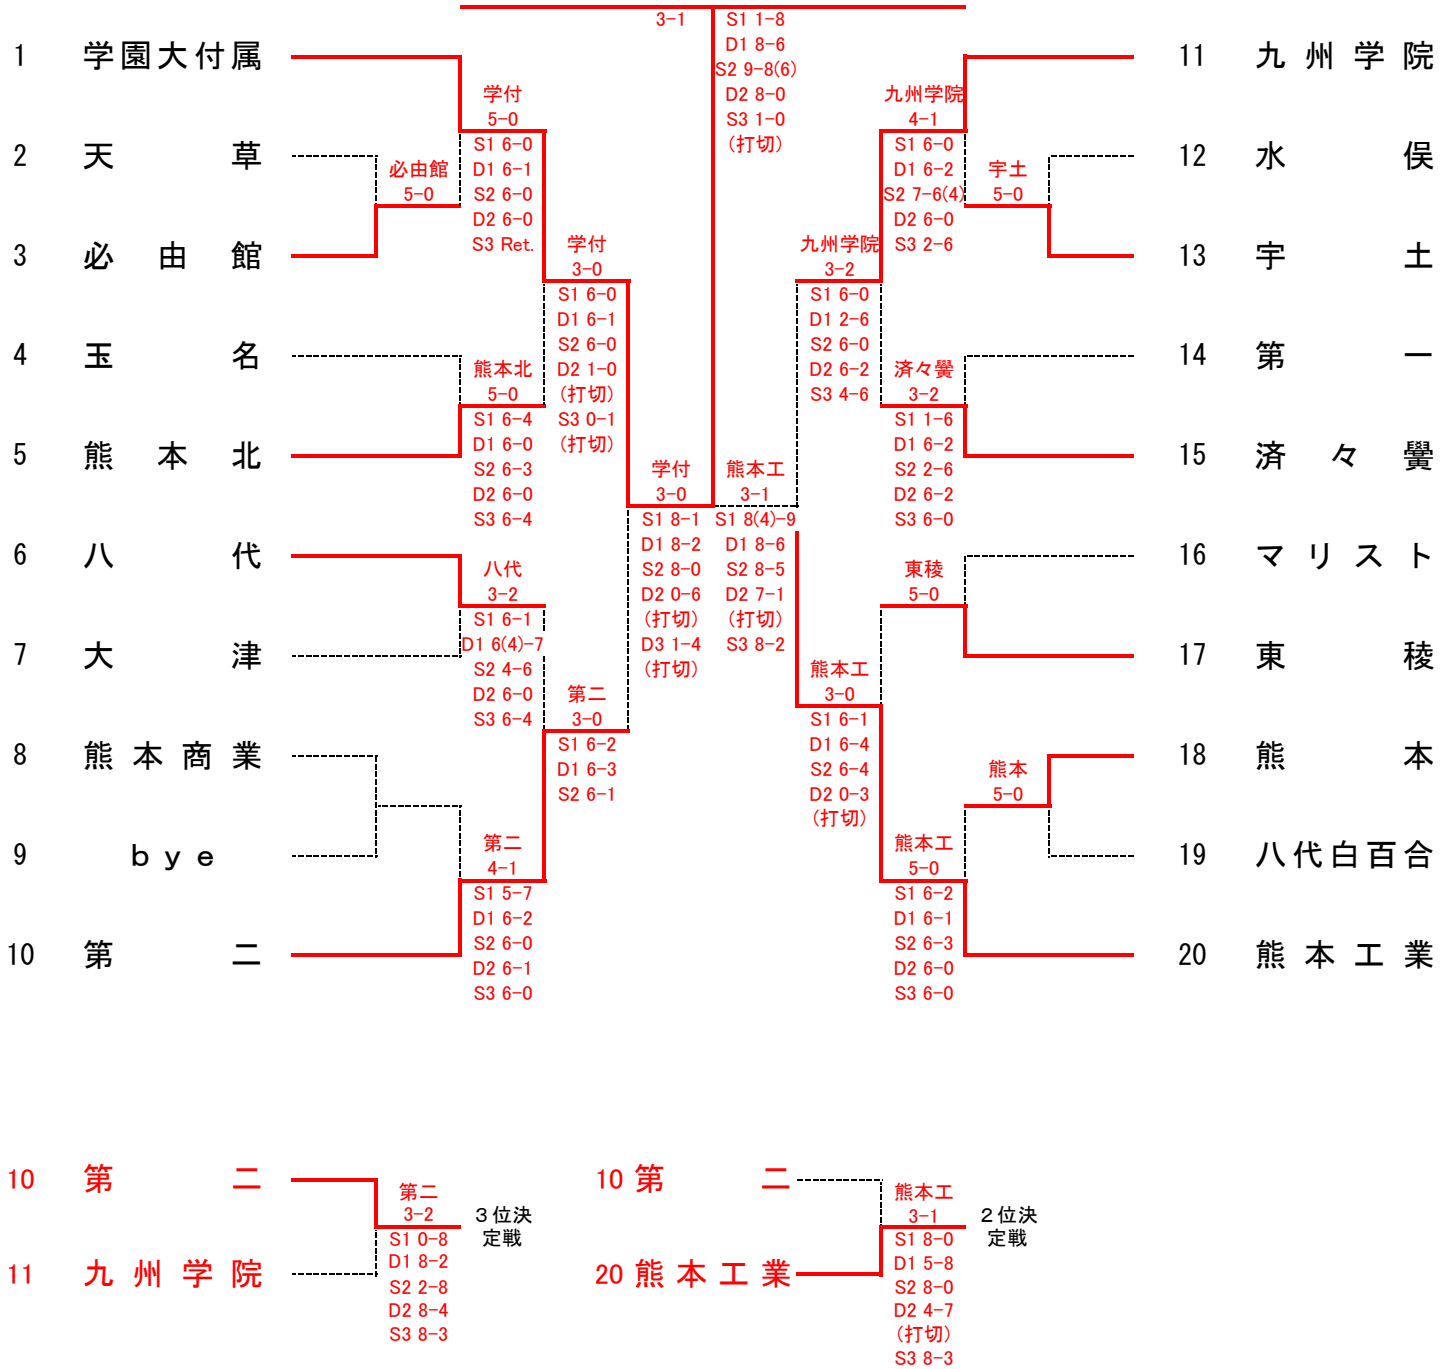 3-1
S1 1-8
D1 8-6
S2 9-8(6)
D2 8-0
S3 1-0
(打切)
1 学園大付属
2 天草
3 必由館
4 玉名
5 熊本北
6 八代
7 大津
8 熊本商業
9 bye
10 第二
必由館
5-0
学付
5-0
S1 6-0
D1 6-1
S2 6-0
D2 6-0
S3 Ret.
熊本北
5-0
S1 6-4
D1 6-0
S2 6-3
D2 6-0
S3 6-4
八代
3-2
S1 6-1
D1 6(4)-7
S2 4-6
D2 6-0
S3 6-4
第二
4-1
S1 5-7
D1 6-2
S2 6-0
D2 6-1
S3 6-0
学付
3-0
S1 6-0
D1 6-1
S2 6-0
D2 1-0
(打切)
S3 0-1
(打切)
第二
3-0
S1 6-2
D1 6-3
S2 6-1
学付
3-0
S1 8-1
D1 8-2
S2 8-0
D2 0-6
(打切)
D3 1-4
(打切)
熊本工
3-1
S1 8(4)-9
D1 8-6
S2 8-5
D2 7-1
(打切)
S3 8-2
九州学院
3-2
S1 6-0
D1 2-6
S2 6-0
D2 6-2
S3 4-6
熊本工
3-0
S1 6-1
D1 6-4
S2 6-4
D2 0-3
(打切)
九州学院
4-1
S1 6-0
D1 6-2
S2 7-6(4)
D2 6-0
S3 2-6
済々黌
3-2
S1 1-6
D1 6-2
S2 2-6
D2 6-2
S3 6-0
東稜
5-0
熊本工
5-0
S1 6-2
D1 6-1
S2 6-3
D2 6-0
S3 6-0
宇土
5-0
熊本
5-0
11 九州学院
12 水俣
13 宇土
14 第一
15 済々黌
16 マリスト
17 東稜
18 熊本
19 八代白百合
20 熊本工業
10 第二
11 九州学院
第二
3-2
S1 0-8
D1 8-2
S2 2-8
D2 8-4
S3 8-3
3位決
定戦
10 第二
20 熊本工業
熊本工
3-1
S1 8-0
D1 5-8
S2 8-0
D2 4-7
(打切)
S3 8-3
2位決
定戦